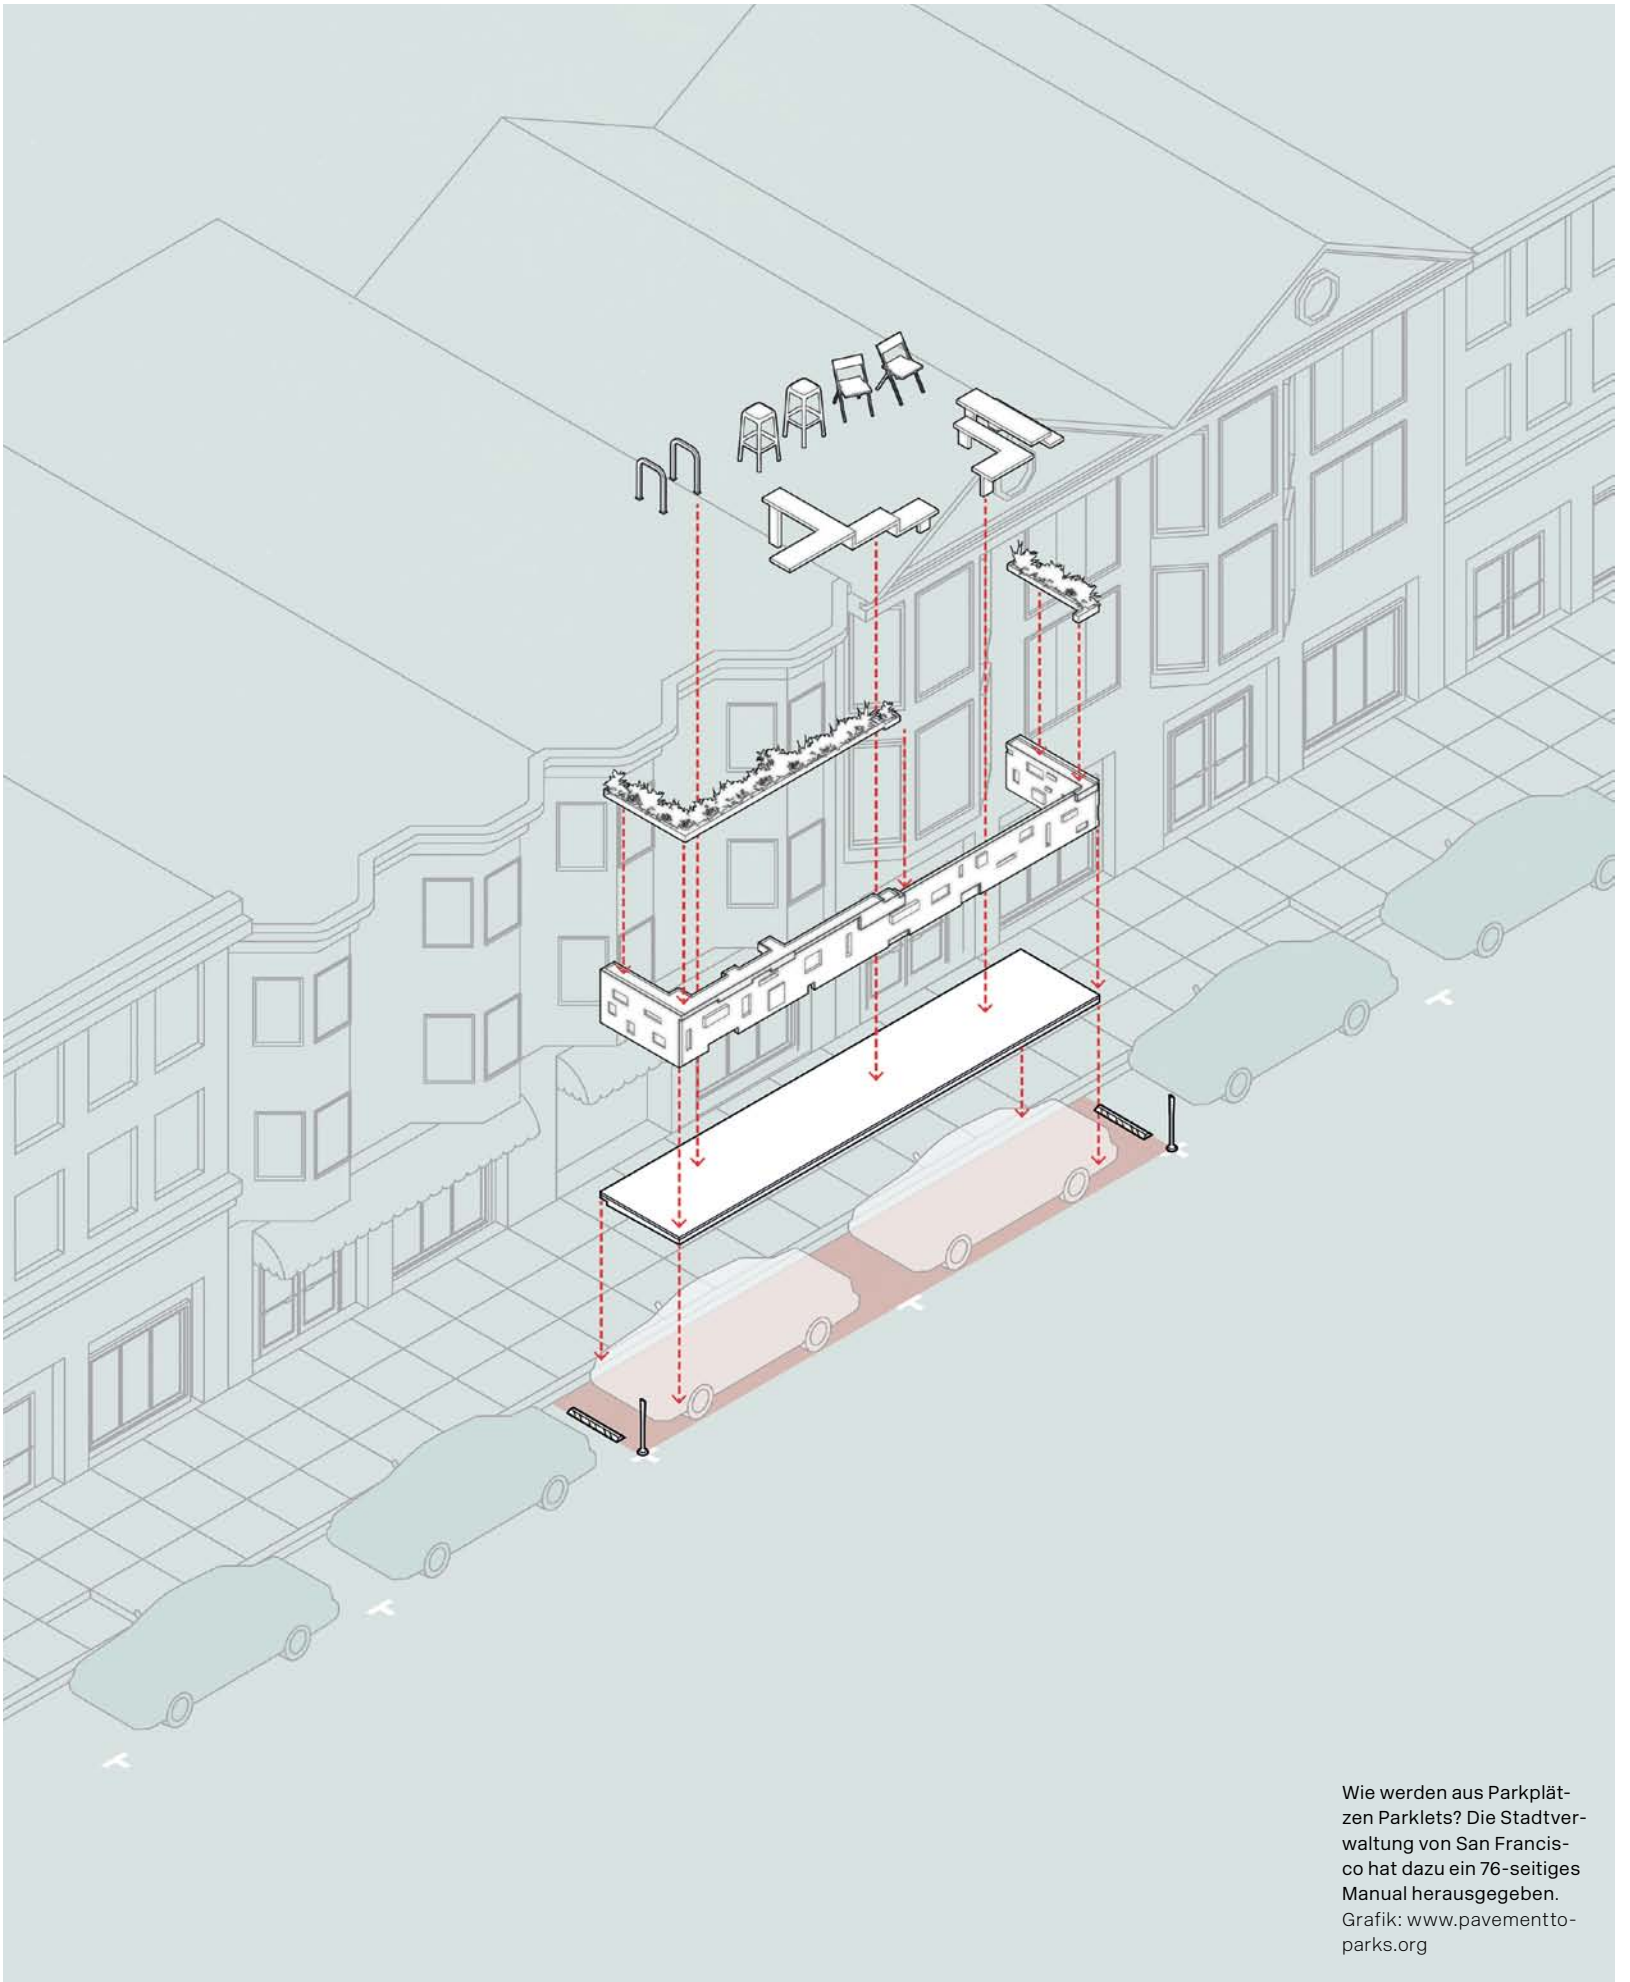 Wie werden aus Parkplät-
zen Parklets? Die Stadtver-
waltung von San Francis-
co hat dazu ein 76-seitiges
Manual herausgegeben.
Grafik: www.pavementto-
parks.org